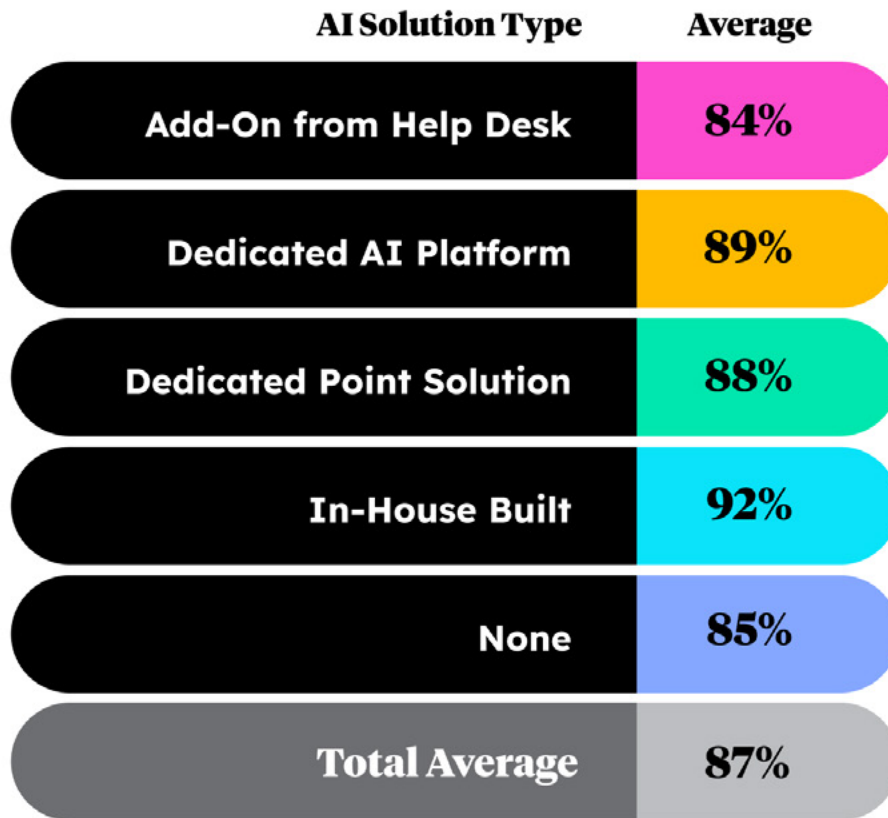 AI Solution Type Average
Add-On from Help Desk 84%
Dedicated AI Platform 89%
Dedicated Point Solution 88%
In-House Built 92%
None 85%
Total Average 87%